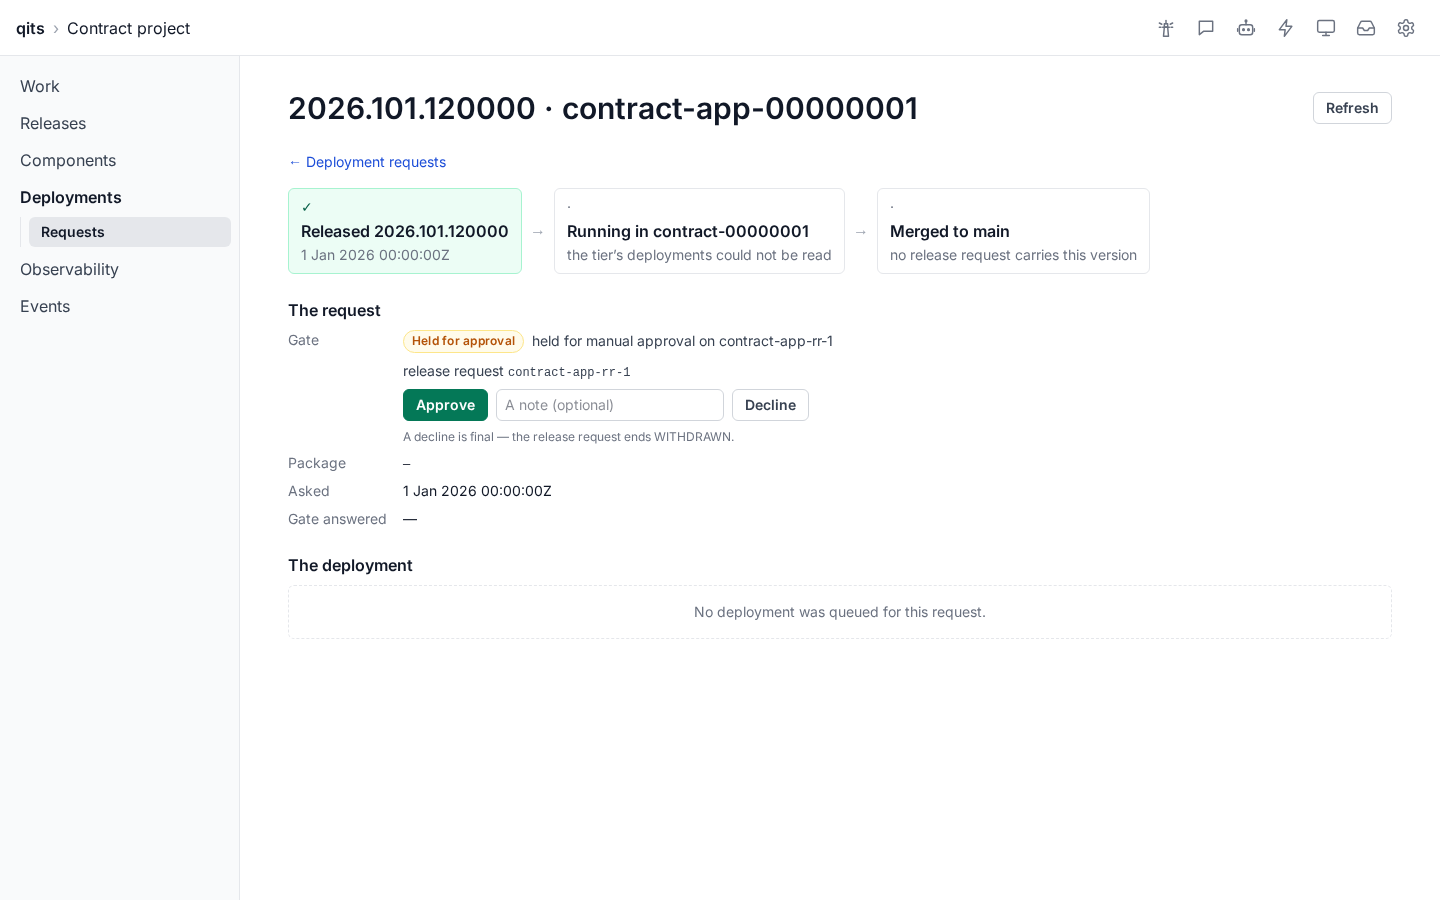 qits › Contract project
Work
Releases
Components
Deployments
Requests
Observability
Events
2026.101.120000 · contract-app-00000001
Refresh
← Deployment requests
✓
Released 2026.101.120000
1 Jan 2026 00:00:00Z
→
·
Running in contract-00000001
the tier’s deployments could not be read
→
·
Merged to main
no release request carries this version
The request
Gate
Held for approval held for manual approval on contract-app-rr-1
release request contract-app-rr-1
Approve
A note (optional)
Decline
A decline is final — the release request ends WITHDRAWN.
Package –
Asked 1 Jan 2026 00:00:00Z
Gate answered —
The deployment
No deployment was queued for this request.